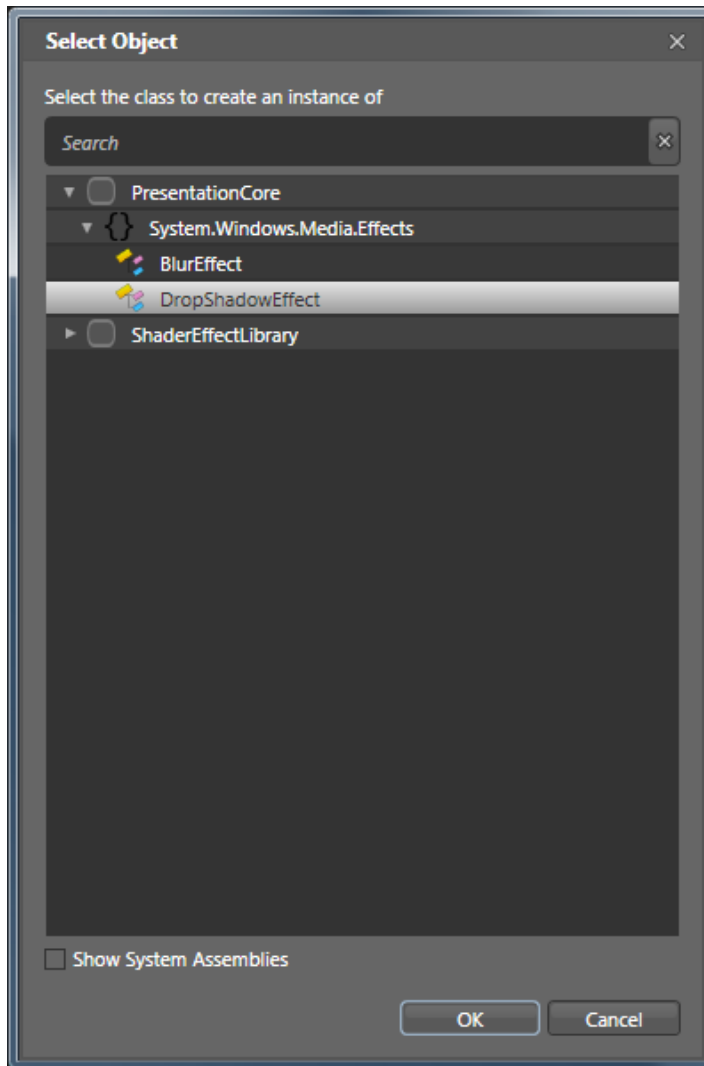 Select Object
Select the class to create an instance of
Search
PresentationCore
{} System.Windows.Media.Effects
BlurEffect
DropShadowEffect
ShaderEffectLibrary
Show System Assemblies
OK Cancel